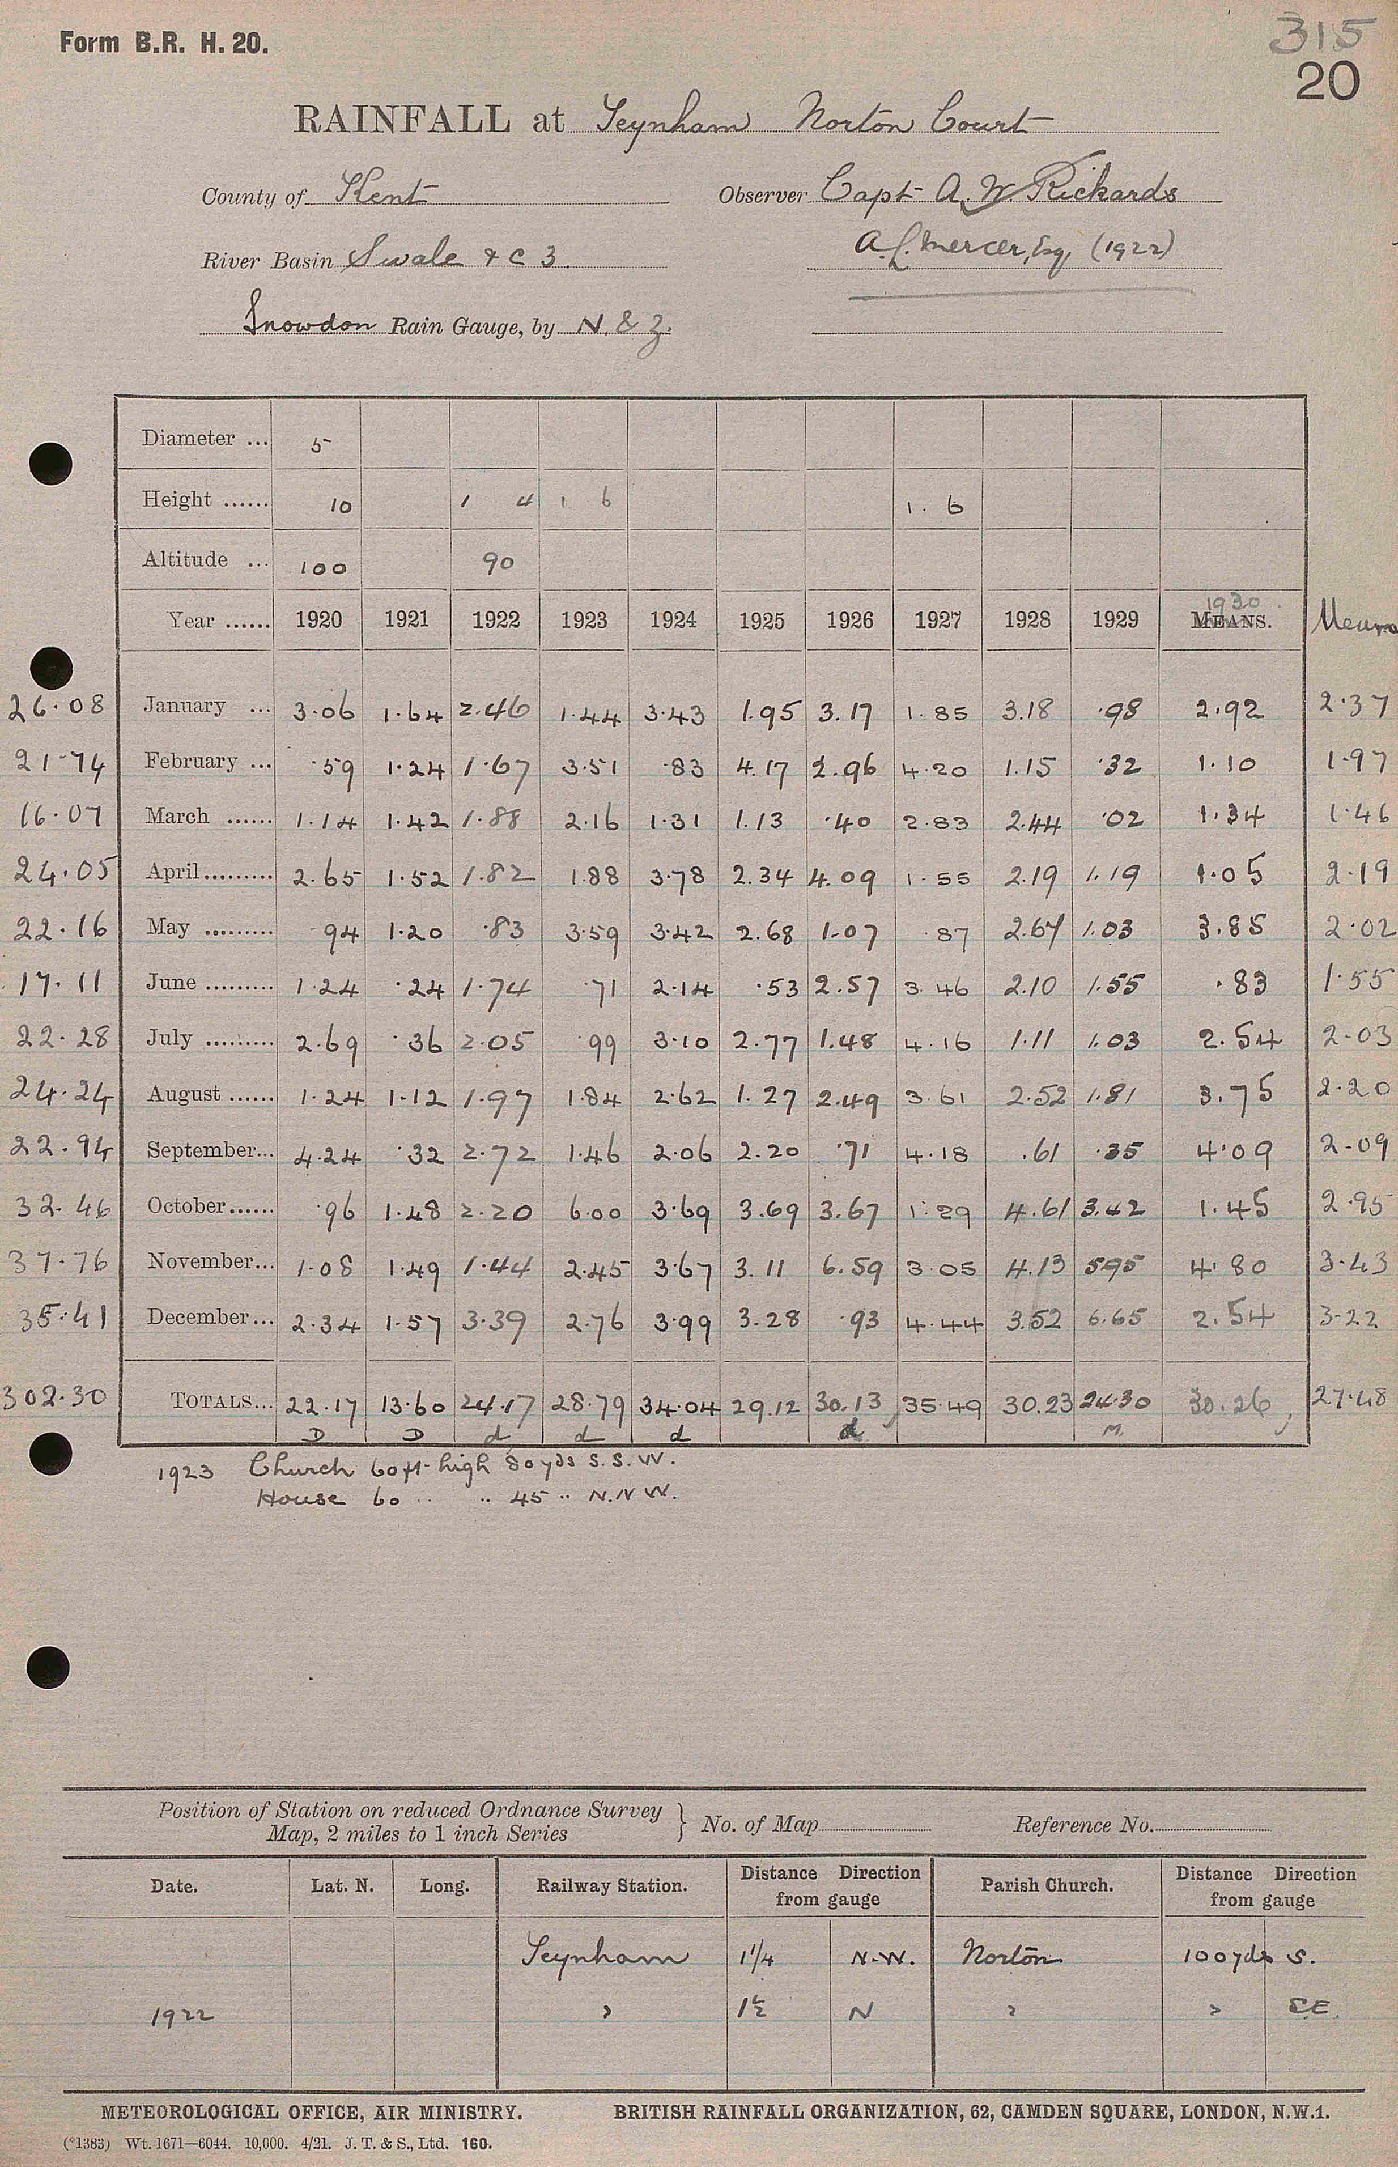 Form B.R. H. 20.
315
20
RAINFALL at Teynham Norton Court
County of Kent Observer Capt A. W. Rickards
River Basin Swale & C 3 A. L. Mercer, Esq, (1922)
Snowdon Rain Gauge, by N. & Z.
Diameter ... 5
Height ...... 10 1 4 1 6 1. 6
Altitude ... 100 90
Year ...... 1920 1921 1922 1923 1924 1925 1926 1927 1928 1929 1930 MEANS. Means
26.08 January ... 3.06 1.64 2.46 1.44 3.43 1.95 3.17 1.85 3.18 .98 2.92 2.37
21.74 February ... .59 1.24 1.67 3.51 .83 4.17 2.96 4.20 1.15 .32 1.10 1.97
16.07 March ...... 1.14 1.42 1.88 2.16 1.31 1.13 .40 2.83 2.44 .02 1.34 1.46
24.05 April......... 2.65 1.52 1.82 1.88 3.78 2.34 4.09 1.55 2.19 1.19 1.05 2.19
22.16 May ......... .94 1.20 .83 3.59 3.42 2.68 1.07 .87 2.67 1.03 3.85 2.02
17.11 June ......... 1.24 .24 1.74 .71 2.14 .53 2.57 3.46 2.10 1.55 .83 1.55
22.28 July ......... 2.69 .36 2.05 .99 3.10 2.77 1.48 4.16 1.11 1.03 2.54 2.03
24.24 August ...... 1.24 1.12 1.97 1.84 2.62 1.27 2.49 3.61 2.52 1.81 3.75 2.20
22.94 September... 4.24 .32 2.72 1.46 2.06 2.20 .71 4.18 .61 .35 4.09 2.09
32.46 October...... .96 1.48 2.20 6.00 3.69 3.69 3.67 1.29 4.61 3.42 1.45 2.95
37.76 November... 1.08 1.49 1.44 2.45 3.67 3.11 6.59 3.05 4.13 5.95 4.80 3.43
35.41 December... 2.34 1.57 3.39 2.76 3.99 3.28 .93 4.44 3.52 6.65 2.54 3.22
302.30 TOTALS... 22.17 13.60 24.17 28.79 34.04 29.12 30.13 35.49 30.23 24.30 30.26 27.48
D D d d d d m
1923 Church 60 ft high 80 yds S.S.W.
House 60 .. .. 45 .. N.N.W.
Position of Station on reduced Ordnance Survey
Map, 2 miles to 1 inch Series } No. of Map Reference No.
Date. Lat. N. Long. Railway Station. Distance Direction from gauge Parish Church. Distance Direction from gauge
Teynham 1 1/4 N.W. Norton 100 yds S.
1922 " 1 1/2 N " " S.E.
METEOROLOGICAL OFFICE, AIR MINISTRY. BRITISH RAINFALL ORGANIZATION, 62, CAMDEN SQUARE, LONDON, N.W.1.
(*1383) Wt. 1671—6044. 10,000. 4/21. J. T. & S., Ltd. 160.